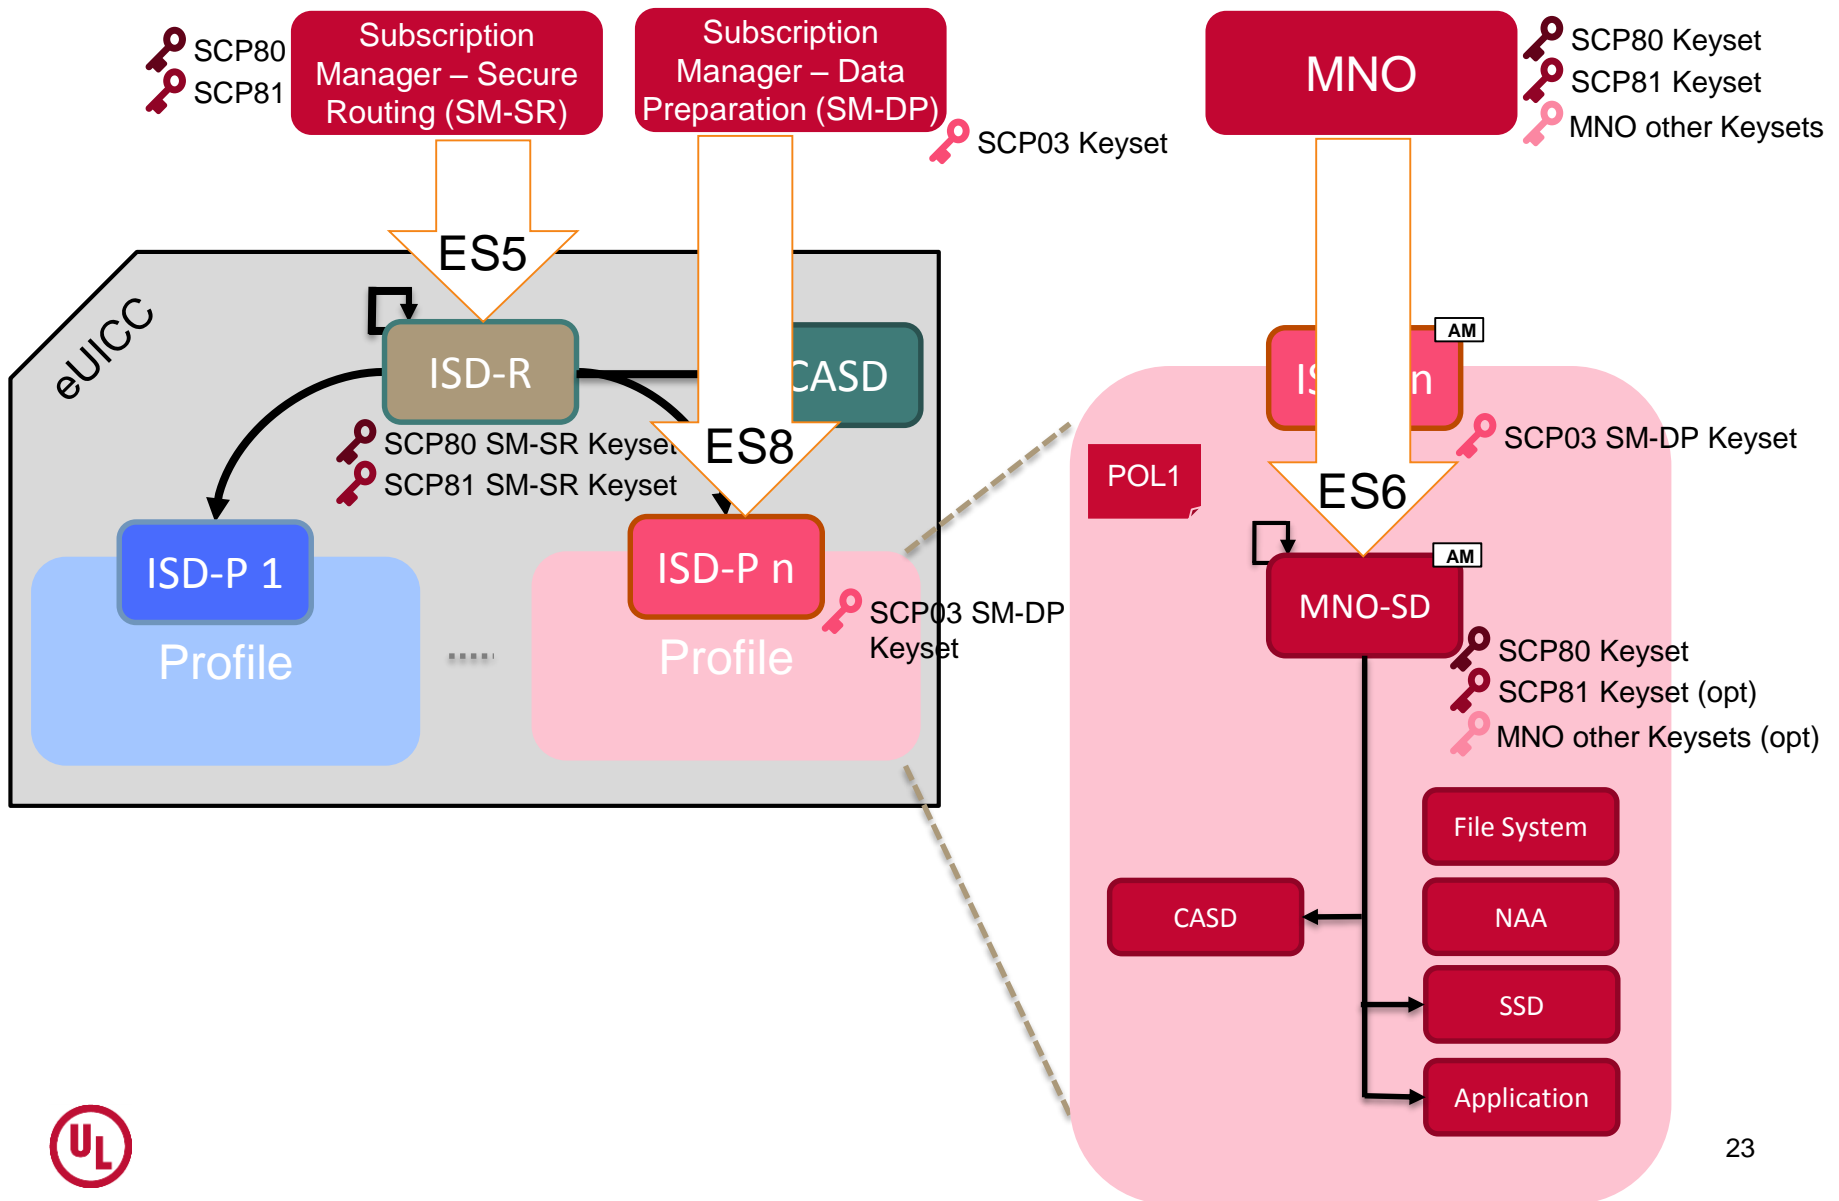 SCP80
SCP81
Subscription
Manager – Secure
Routing (SM-SR)
Subscription
Manager – Data
Preparation (SM-DP)
SCP03 Keyset
MNO
SCP80 Keyset
SCP81 Keyset
MNO other Keysets
ES5
eUICC
ISD-R
CASD
SCP80 SM-SR Keyset
SCP81 SM-SR Keyset
ES8
ISD-P 1
Profile
ISD-P n
Profile
SCP03 SM-DP
Keyset
AM
n
SCP03 SM-DP Keyset
POL1
ES6
AM
MNO-SD
SCP80 Keyset
SCP81 Keyset (opt)
MNO other Keysets (opt)
File System
CASD
NAA
SSD
Application
UL
23